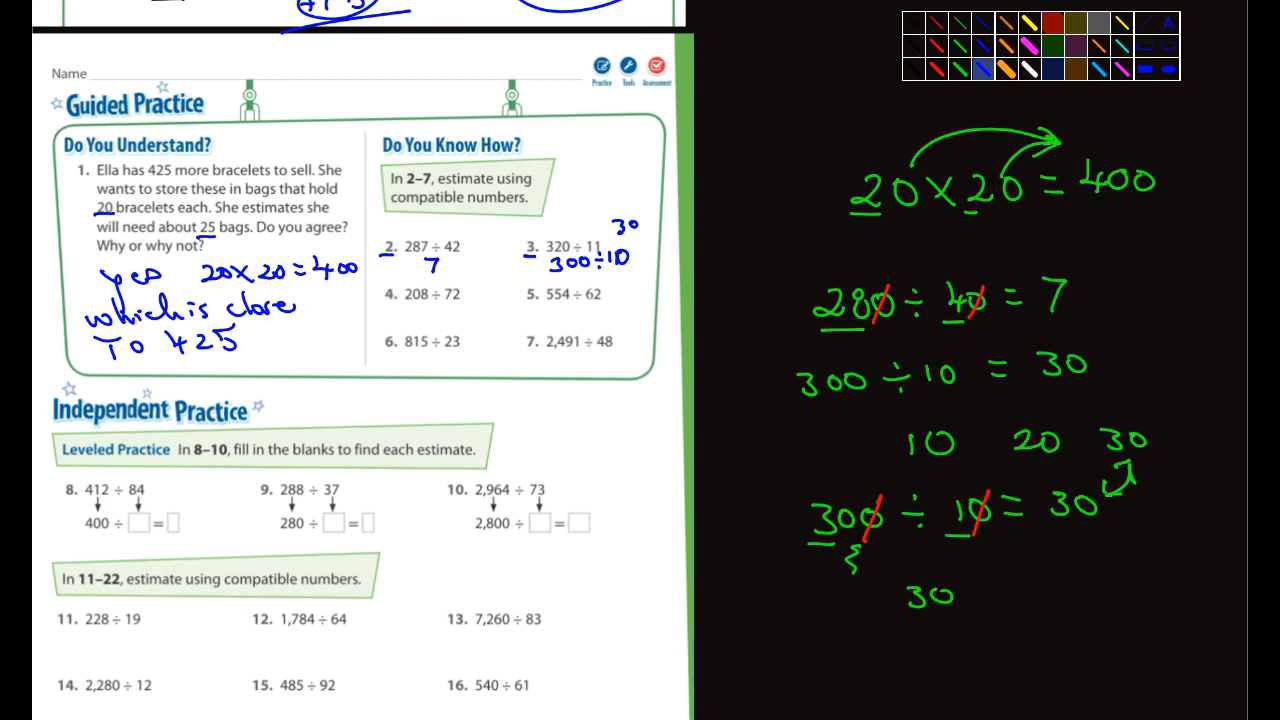 Name
Practice Tools Assessment
Guided Practice
Do You Understand?
1. Ella has 425 more bracelets to sell. She
wants to store these in bags that hold
20 bracelets each. She estimates she
will need about 25 bags. Do you agree?
Why or why not?
yes 20×20=400
which is close
To 425
Do You Know How?
In 2–7, estimate using
compatible numbers.
30
2. 287 ÷ 42 3. 320 ÷ 11
7 300÷10
4. 208 ÷ 72 5. 554 ÷ 62
6. 815 ÷ 23 7. 2,491 ÷ 48
Independent Practice
Leveled Practice In 8–10, fill in the blanks to find each estimate.
8. 412 ÷ 84 9. 288 ÷ 37 10. 2,964 ÷ 73
400 ÷ = 280 ÷ = 2,800 ÷ =
In 11–22, estimate using compatible numbers.
11. 228 ÷ 19 12. 1,784 ÷ 64 13. 7,260 ÷ 83
14. 2,280 ÷ 12 15. 485 ÷ 92 16. 540 ÷ 61
A
20×20=400
280 ÷ 40 = 7
300 ÷ 10 = 30
10 20 30
300 ÷ 10 = 30
30